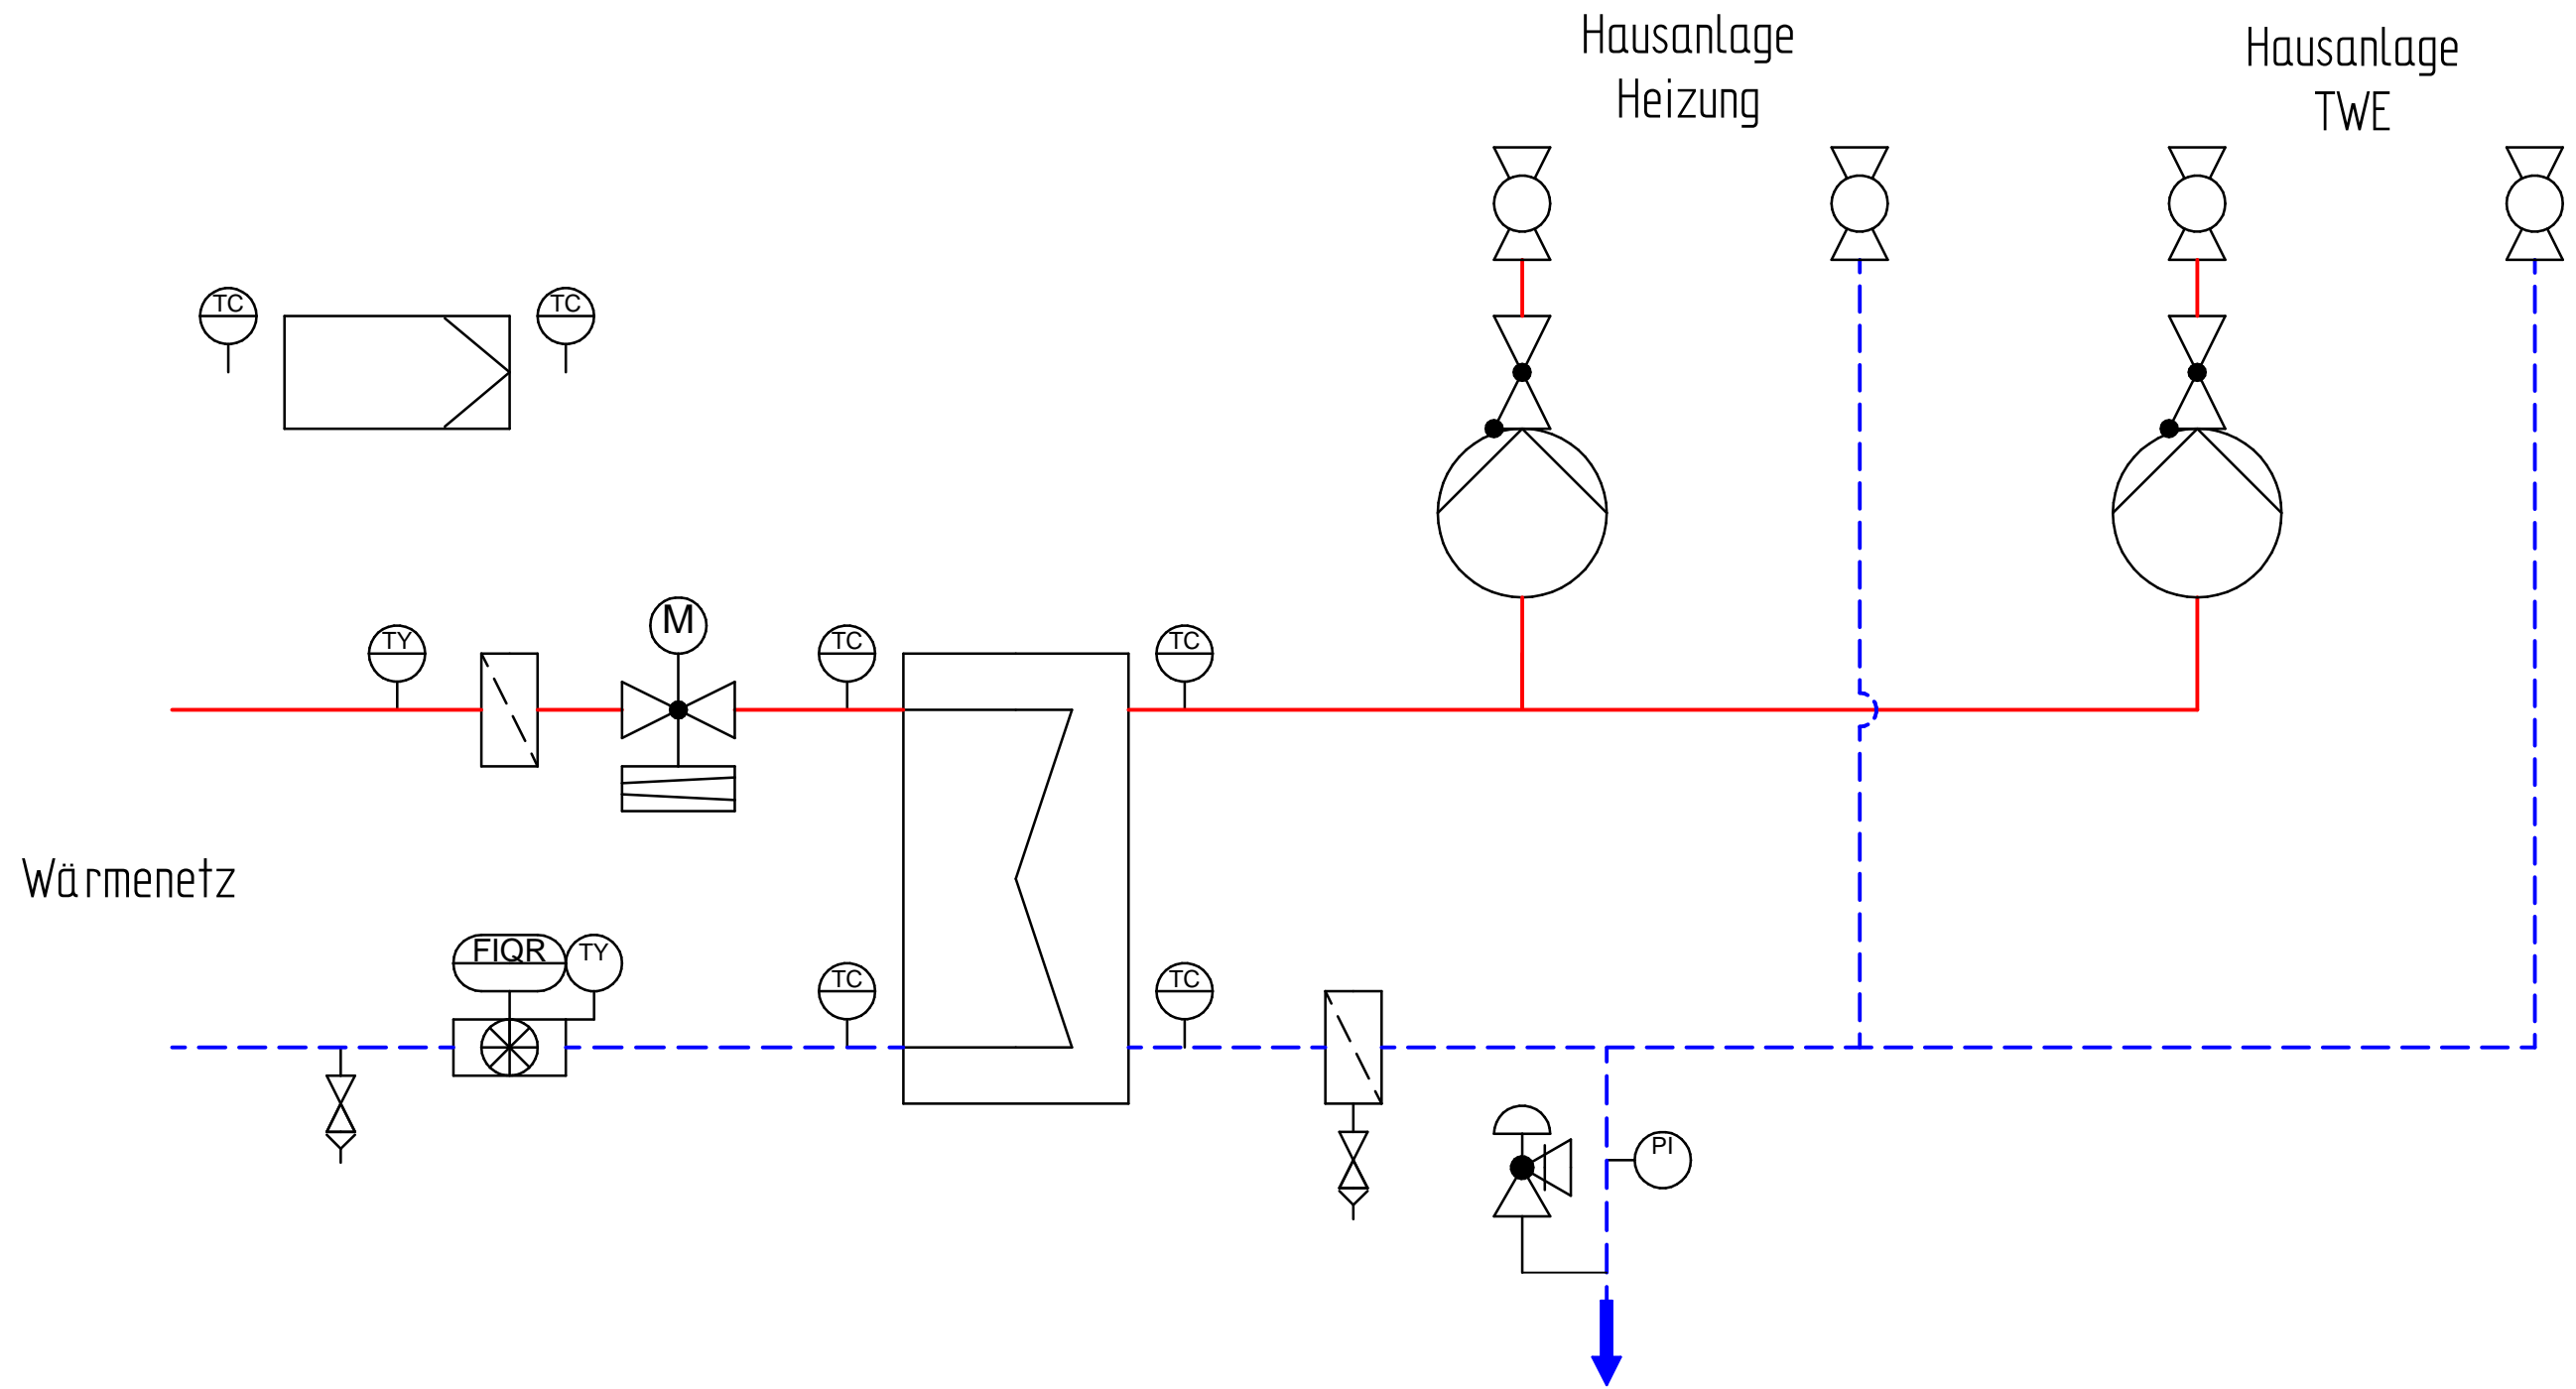 Hausanlage
Heizung
Hausanlage
TWE
TC
TC
TY
M
TC
TC
Wärmenetz
FIQR
TY
TC
TC
PI